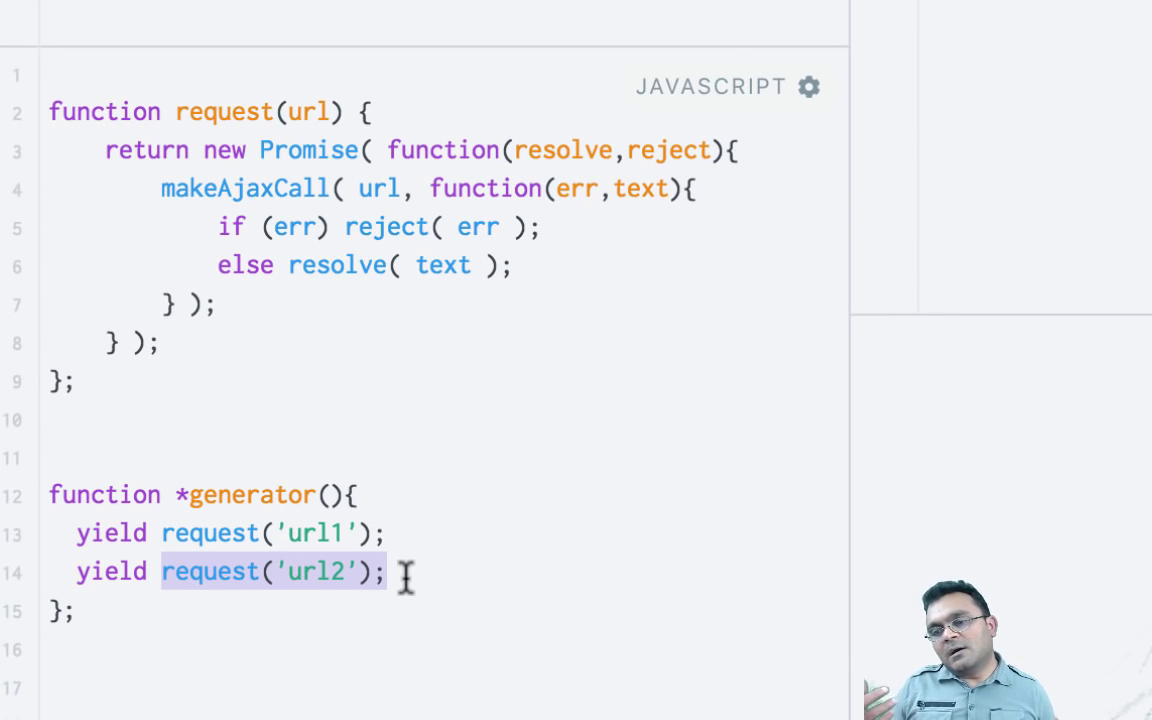 JAVASCRIPT
1
2 function request(url) {
3 return new Promise( function(resolve,reject){
4 makeAjaxCall( url, function(err,text){
5 if (err) reject( err );
6 else resolve( text );
7 } );
8 } );
9 };
10
11
12 function *generator(){
13 yield request('url1');
14 yield request('url2');
15 };
16
17